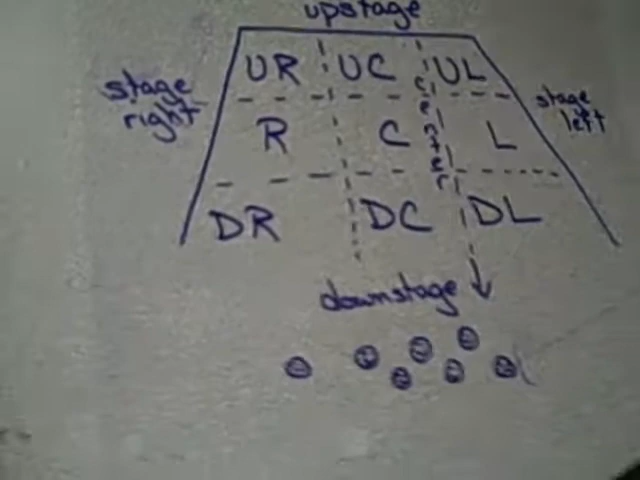 upstage
UR UC UL
stage right
center
stage left
R C L
DR DC DL
downstage